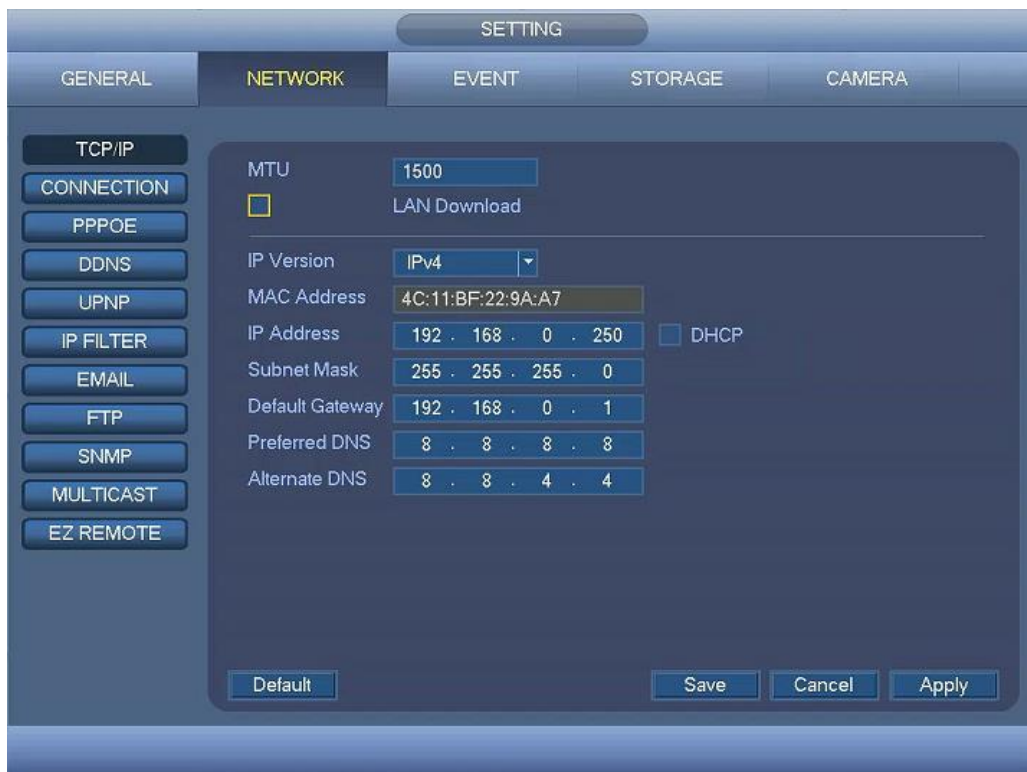 SETTING
GENERAL NETWORK EVENT STORAGE CAMERA
TCP/IP
CONNECTION
PPPOE
DDNS
UPNP
IP FILTER
EMAIL
FTP
SNMP
MULTICAST
EZ REMOTE
MTU 1500
LAN Download
IP Version IPv4
MAC Address 4C:11:BF:22:9A:A7
IP Address 192 . 168 . 0 . 250 DHCP
Subnet Mask 255 . 255 . 255 . 0
Default Gateway 192 . 168 . 0 . 1
Preferred DNS 8 . 8 . 8 . 8
Alternate DNS 8 . 8 . 4 . 4
Default Save Cancel Apply